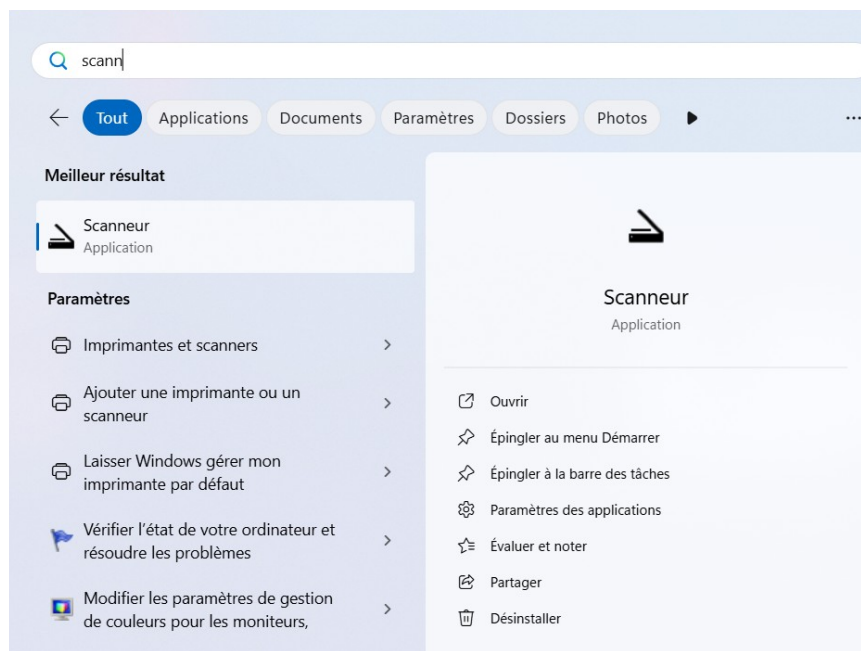 scann
Tout Applications Documents Paramètres Dossiers Photos
Meilleur résultat
Scanneur
Application
Paramètres
Imprimantes et scanners
Ajouter une imprimante ou un
scanneur
Laisser Windows gérer mon
imprimante par défaut
Vérifier l'état de votre ordinateur et
résoudre les problèmes
Modifier les paramètres de gestion
de couleurs pour les moniteurs,
Scanneur
Application
Ouvrir
Épingler au menu Démarrer
Épingler à la barre des tâches
Paramètres des applications
Évaluer et noter
Partager
Désinstaller